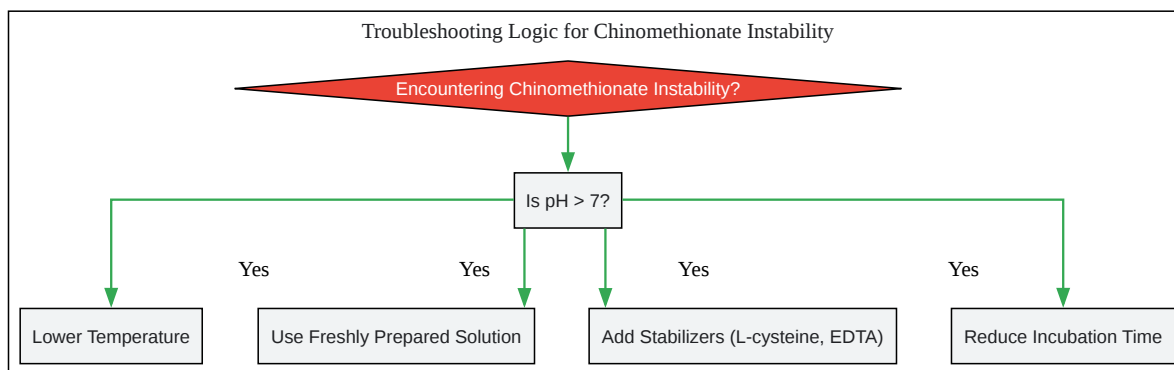 Troubleshooting Logic for Chinomethionate Instability
Encountering Chinomethionate Instability?
Is pH > 7?
Yes
Yes
Yes
Yes
Lower Temperature
Use Freshly Prepared Solution
Add Stabilizers (L-cysteine, EDTA)
Reduce Incubation Time